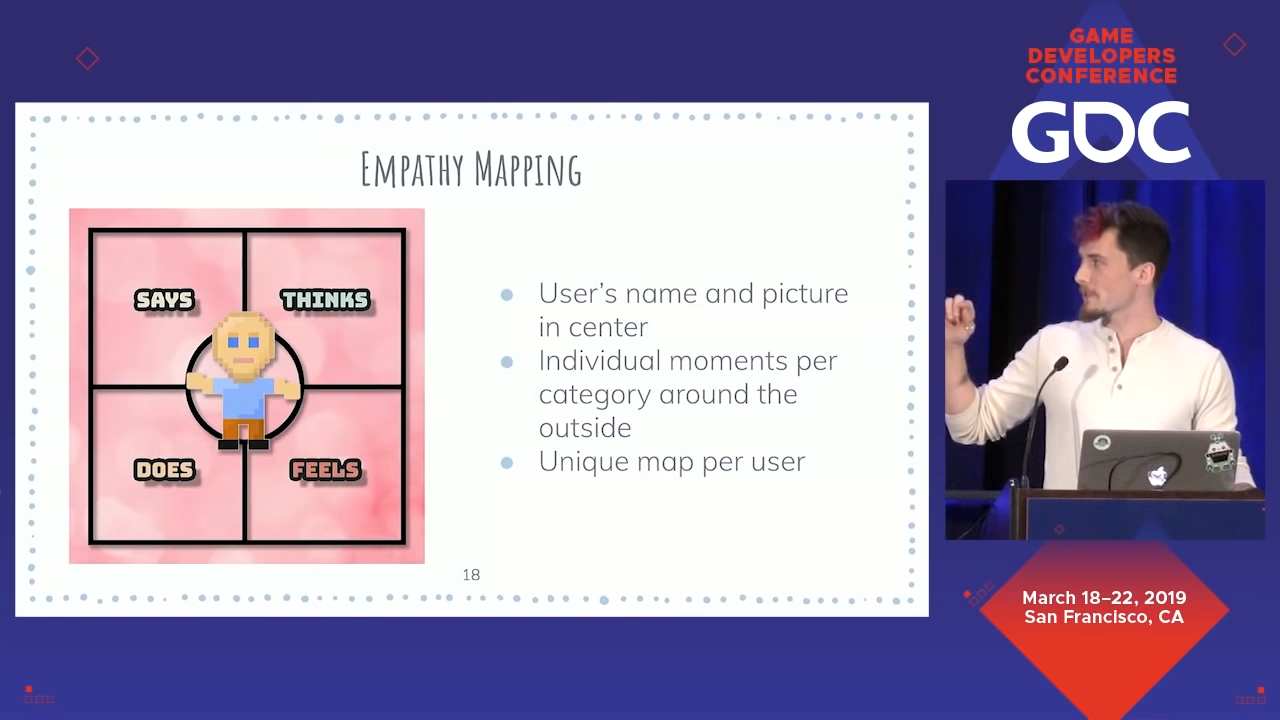 GAME
DEVELOPERS
CONFERENCE
GDC
EMPATHY MAPPING
SAYS
THINKS
DOES
FEELS
● User’s name and picture
in center
● Individual moments per
category around the
outside
● Unique map per user
18
March 18–22, 2019
San Francisco, CA